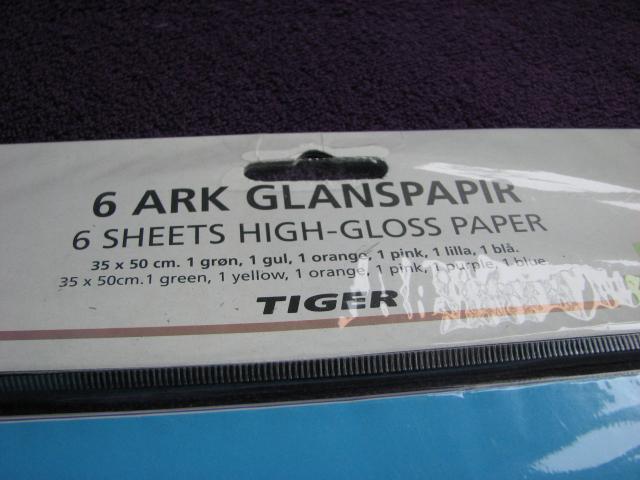 6 ARK GLANSPAPIR
6 SHEETS HIGH-GLOSS PAPER
35 x 50 cm. 1 grøn, 1 gul, 1 orange, 1 pink, 1 lilla, 1 blå.
35 x 50cm.1 green, 1 yellow, 1 orange, 1 pink, 1 purple, 1 blue
TIGER